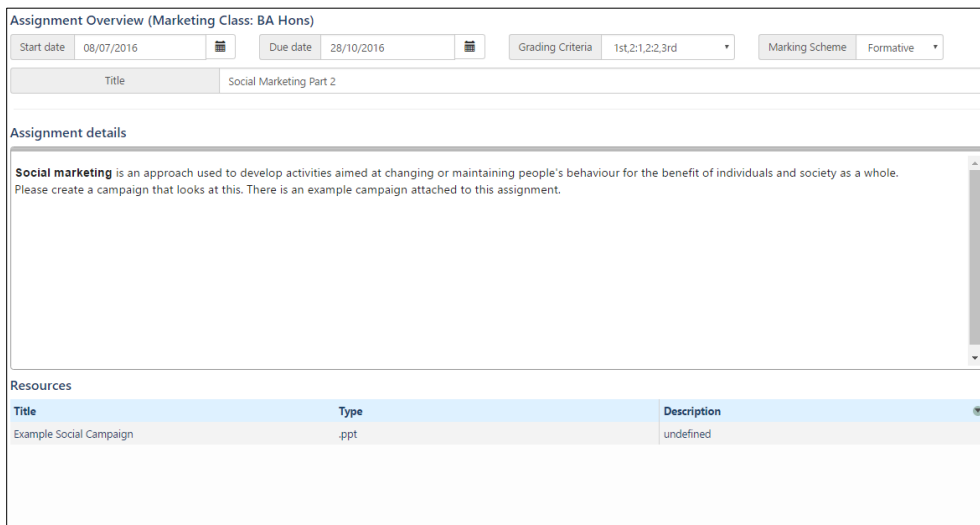 Assignment Overview (Marketing Class: BA Hons)
Start date 08/07/2016 Due date 28/10/2016 Grading Criteria 1st,2:1,2:2,3rd Marking Scheme Formative
Title Social Marketing Part 2
Assignment details
Social marketing is an approach used to develop activities aimed at changing or maintaining people's behaviour for the benefit of individuals and society as a whole.
Please create a campaign that looks at this. There is an example campaign attached to this assignment.
Resources
Title Type Description
Example Social Campaign .ppt undefined